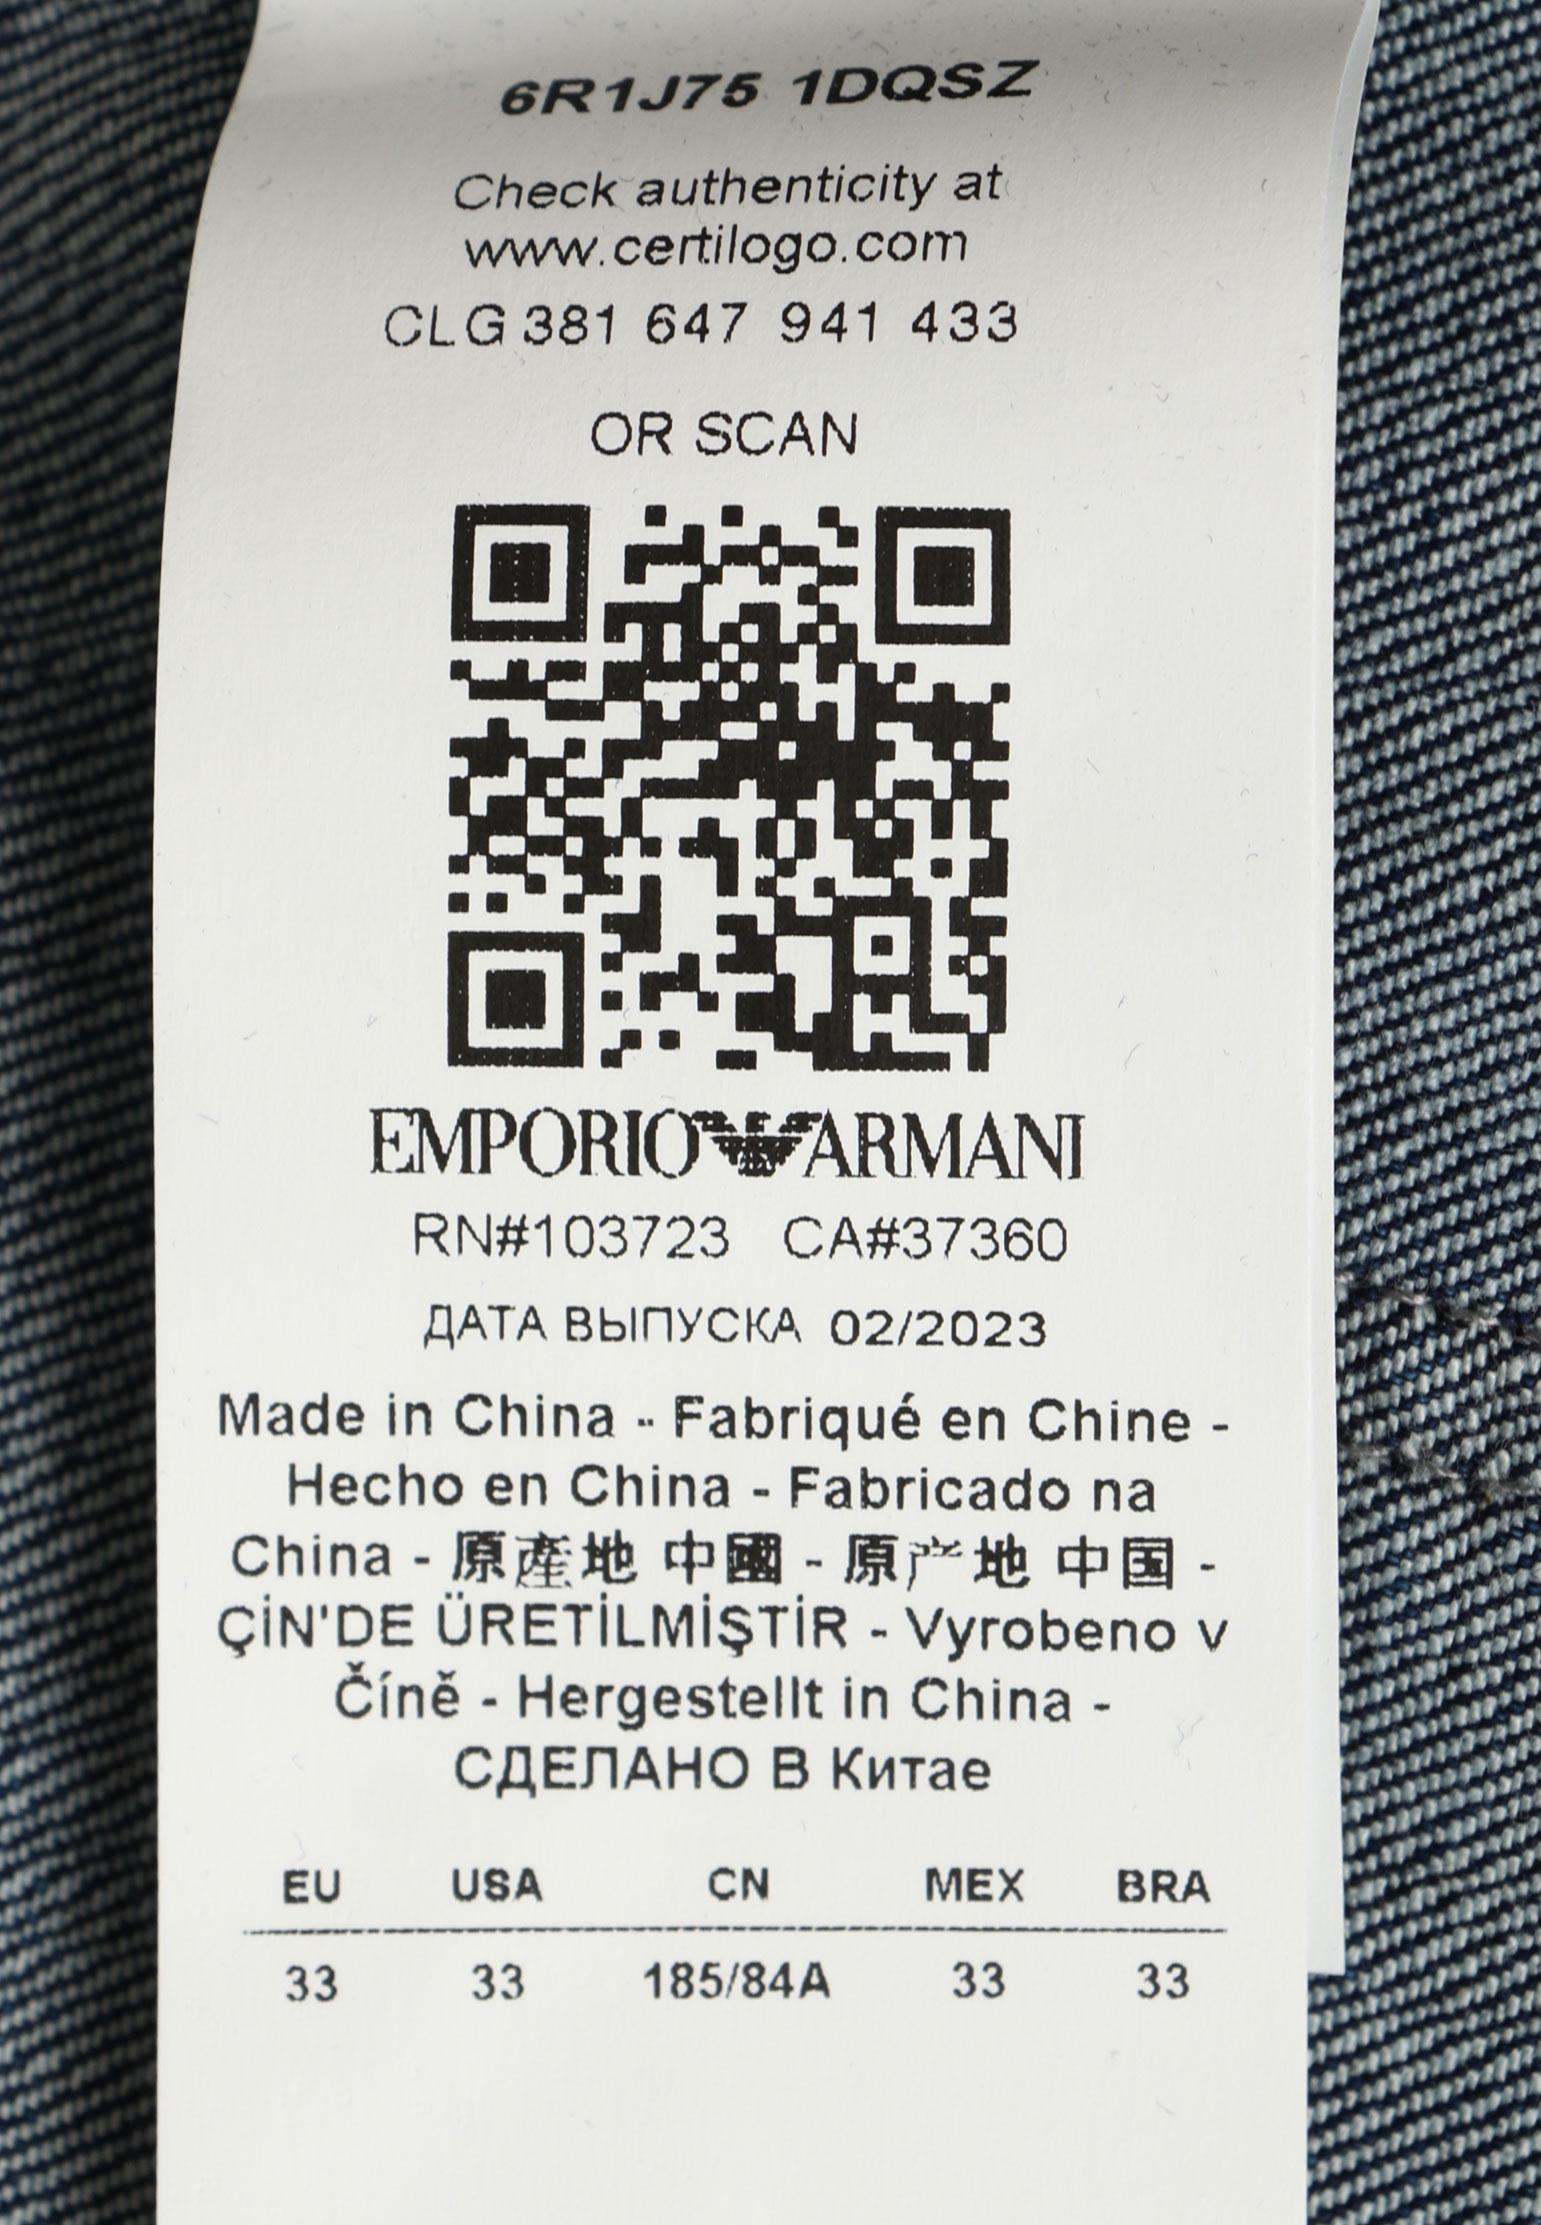 6R1J75 1DQSZ
Check authenticity at
www.certilogo.com
CLG 381 647 941 433
OR SCAN
EMPORIO ARMANI
RN#103723 CA#37360
ДАТА ВЫПУСКА 02/2023
Made in China - Fabriqué en Chine -
Hecho en China - Fabricado na
China - 原產地 中國 - 原产地 中国 -
ÇİN'DE ÜRETİLMİŞTİR - Vyrobeno v
Číně - Hergestellt in China -
СДЕЛАНО В Китае
EU USA CN MEX BRA
33 33 185/84A 33 33